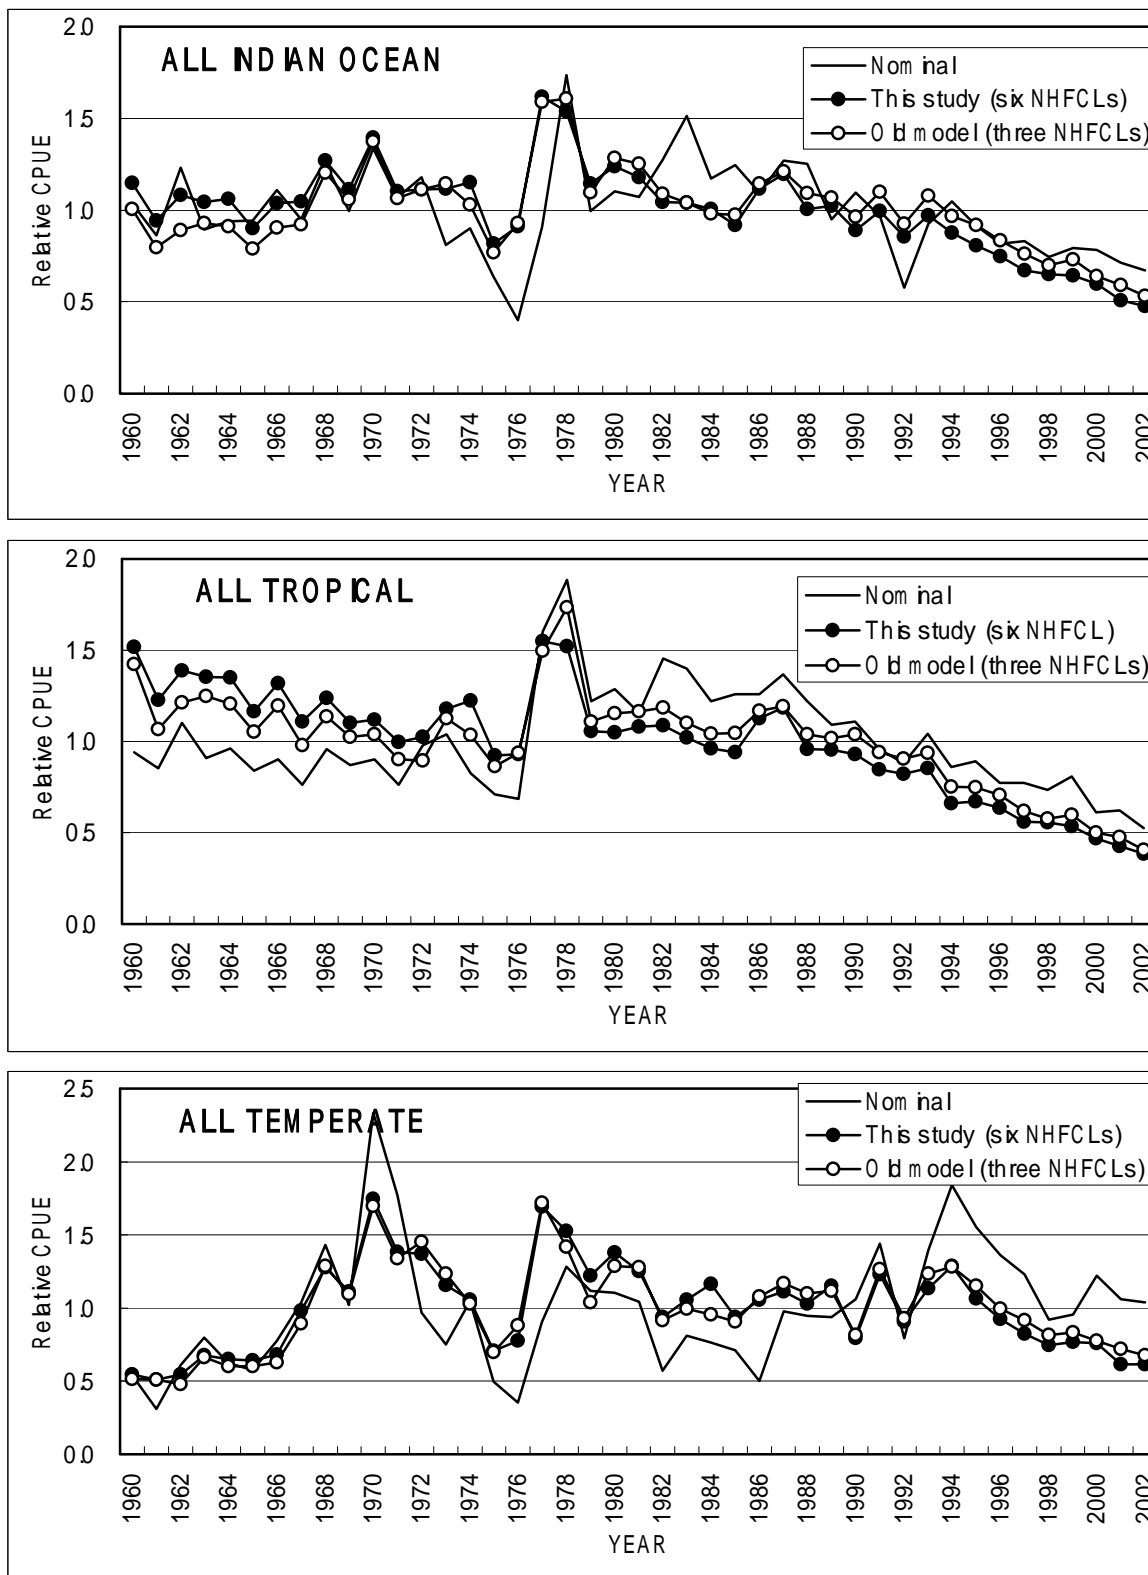 ALL INDIAN OCEAN
Nominal
This study (six NHFCLs)
Old model (three NHFCLs)
Relative CPUE
2.0
1.5
1.0
0.5
0.0
1960 1962 1964 1966 1968 1970 1972 1974 1976 1978 1980 1982 1984 1986 1988 1990 1992 1994 1996 1998 2000 2002
YEAR
ALL TROPICAL
Nominal
This study (six NHFCL)
Old model (three NHFCLs)
Relative CPUE
2.0
1.5
1.0
0.5
0.0
1960 1962 1964 1966 1968 1970 1972 1974 1976 1978 1980 1982 1984 1986 1988 1990 1992 1994 1996 1998 2000 2002
YEAR
ALL TEMPERATE
Nominal
This study (six NHFCLs)
Old model (three NHFCLs)
Relative CPUE
2.5
2.0
1.5
1.0
0.5
0.0
1960 1962 1964 1966 1968 1970 1972 1974 1976 1978 1980 1982 1984 1986 1988 1990 1992 1994 1996 1998 2000 2002
YEAR